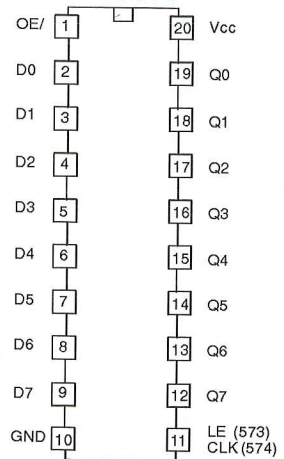 OE/ 1 20 Vcc
D0 2 19 Q0
D1 3 18 Q1
D2 4 17 Q2
D3 5 16 Q3
D4 6 15 Q4
D5 7 14 Q5
D6 8 13 Q6
D7 9 12 Q7
GND 10 11 LE (573)
CLK (574)